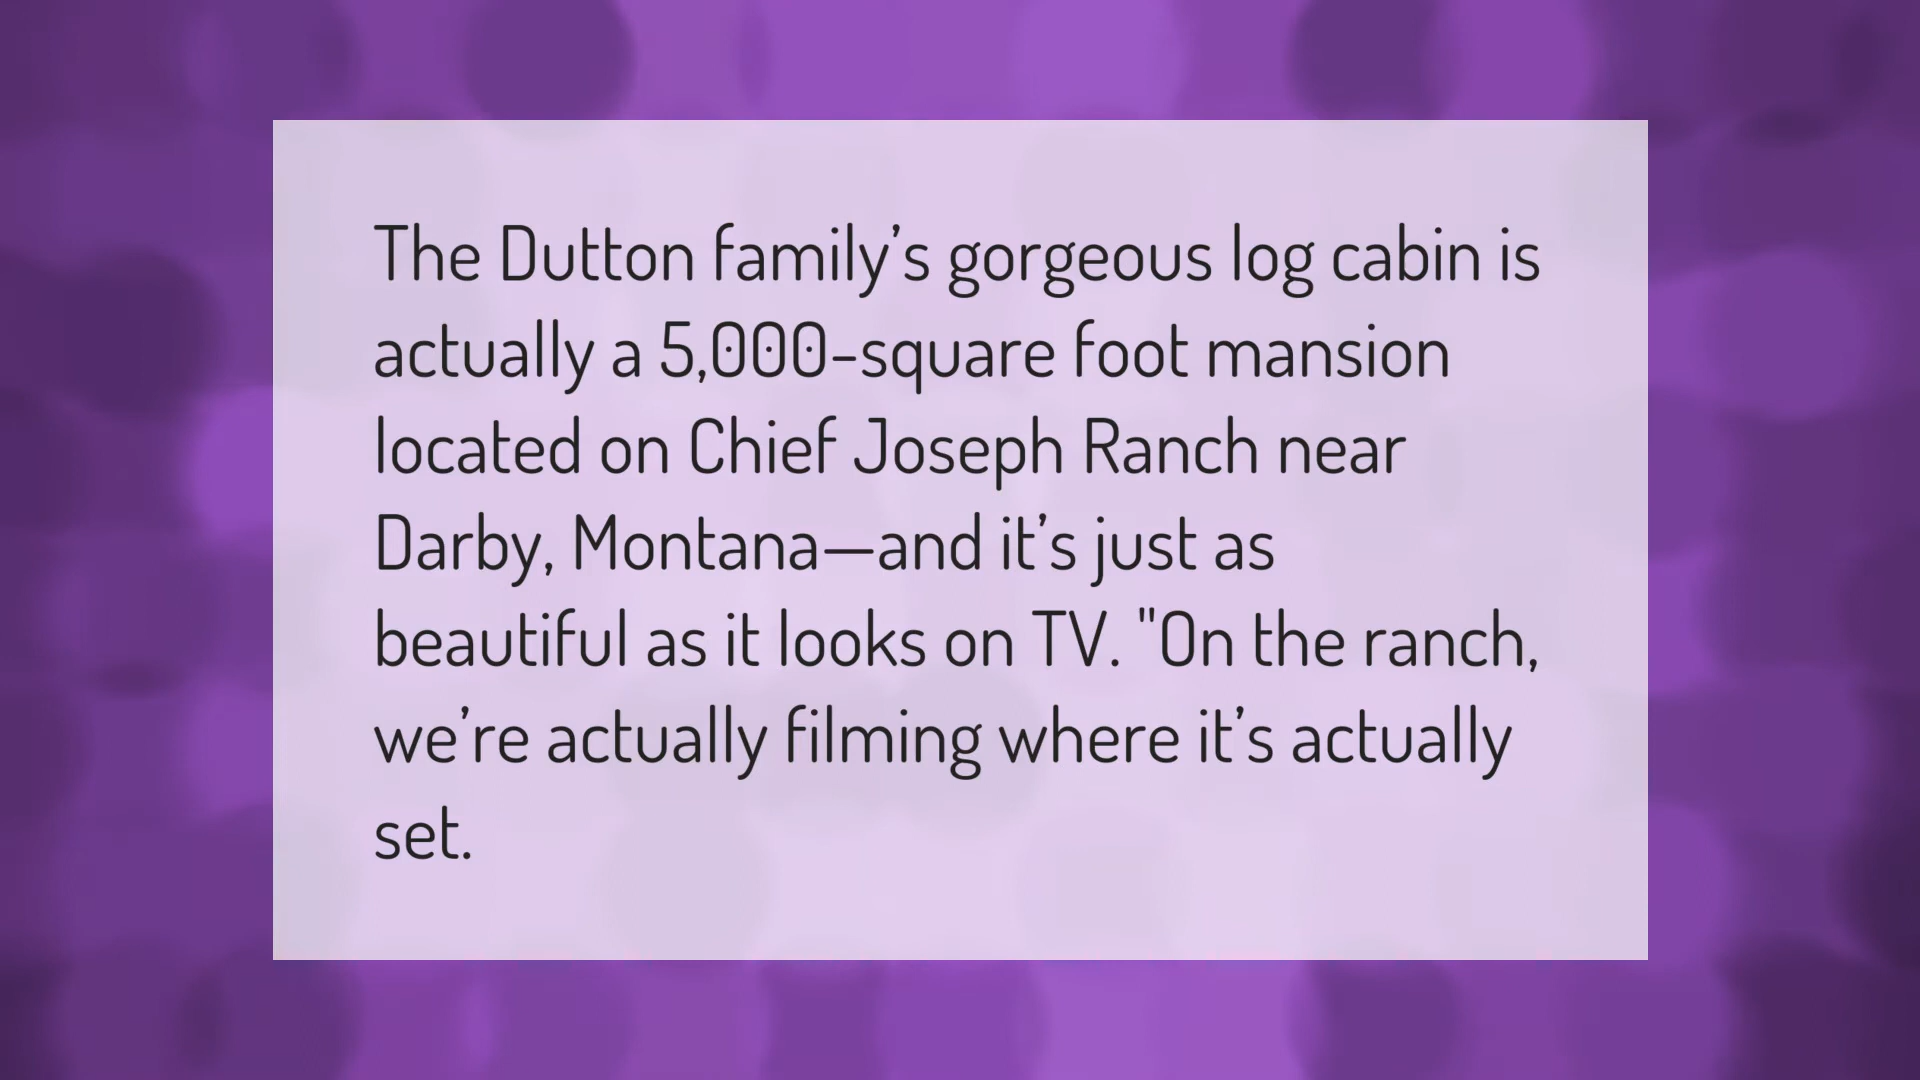 The Dutton family’s gorgeous log cabin is
actually a 5,000-square foot mansion
located on Chief Joseph Ranch near
Darby, Montana—and it’s just as
beautiful as it looks on TV. "On the ranch,
we’re actually filming where it’s actually
set.